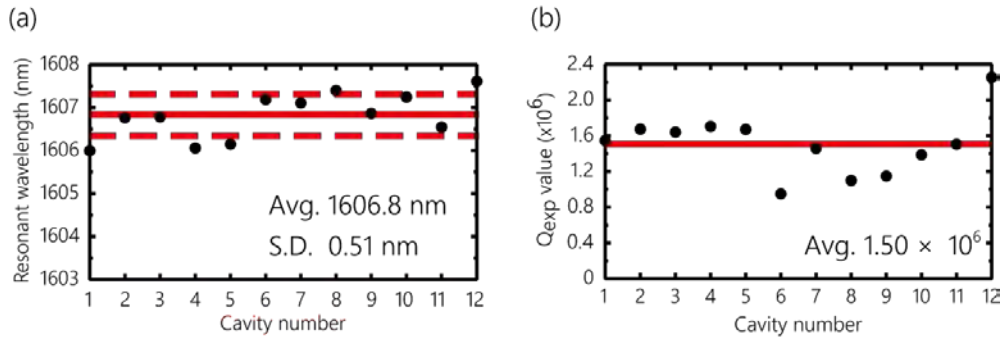 (a)
(b)
Resonant wavelength (nm)
1608
1607
1606
1605
1604
1603
Avg. 1606.8 nm
S.D. 0.51 nm
1 2 3 4 5 6 7 8 9 10 11 12
Cavity number
Qexp value (x10⁶)
2.4
2.0
1.6
1.2
0.8
0.4
0
Avg. 1.50 × 10⁶
1 2 3 4 5 6 7 8 9 10 11 12
Cavity number